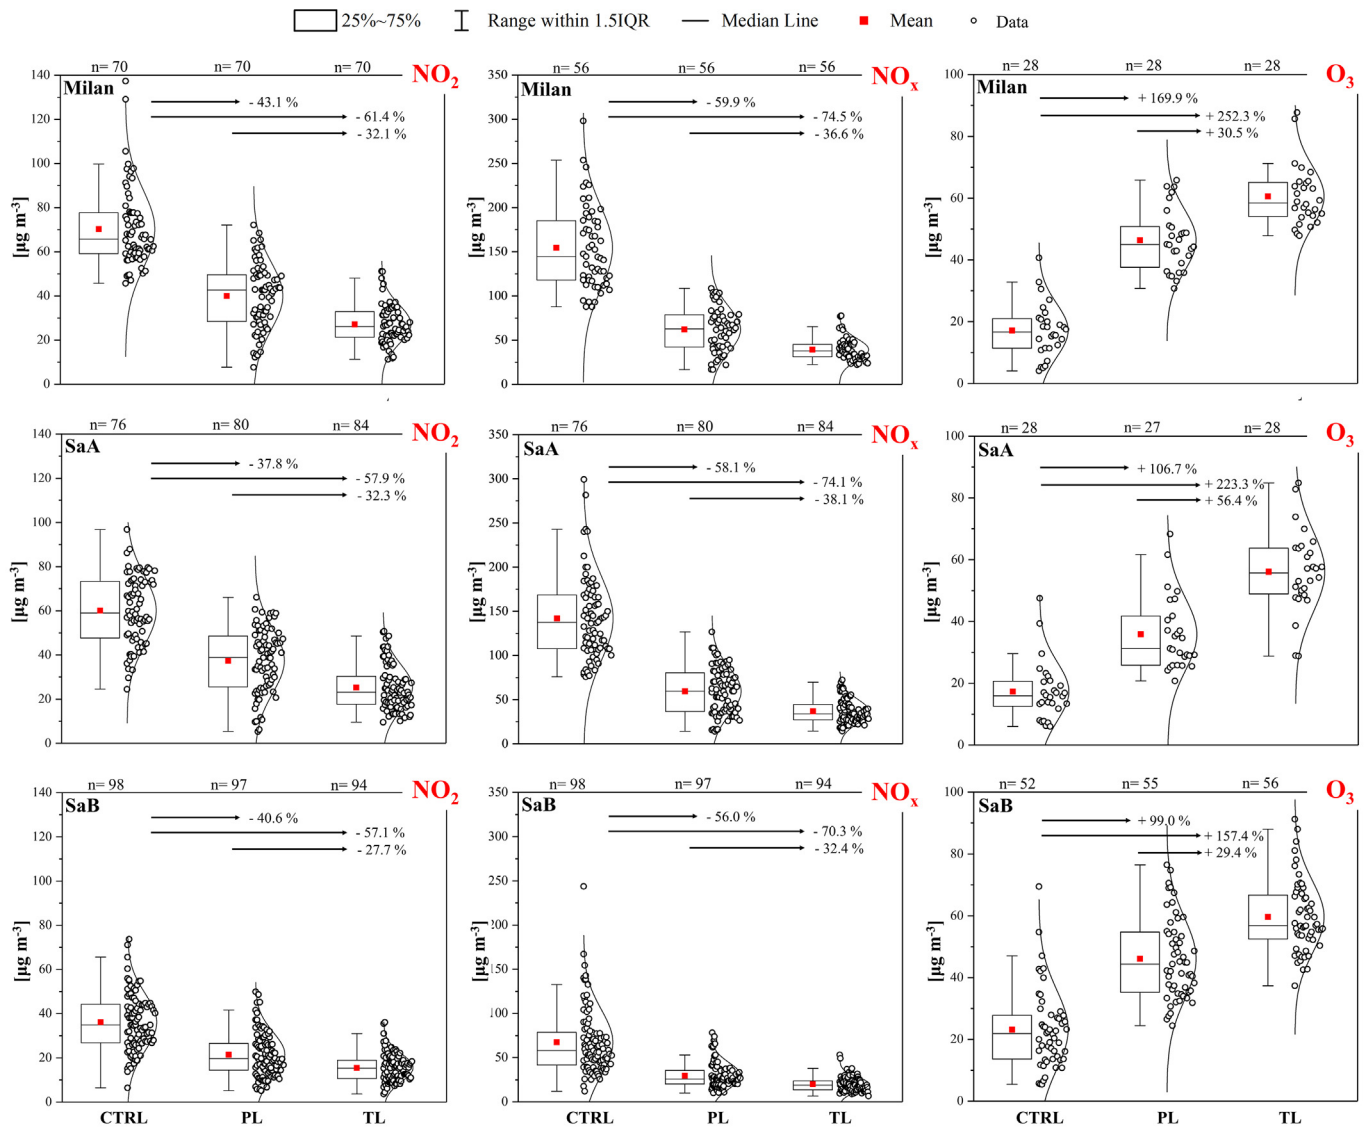 25%~75% Range within 1.5IQR Median Line Mean Data
n= 70 n= 70 n= 70 NO2
Milan
- 43.1 %
- 61.4 %
- 32.1 %
[µg m-3]
140
120
100
80
60
40
20
0
n= 56 n= 56 n= 56 NOx
Milan
- 59.9 %
- 74.5 %
- 36.6 %
[µg m-3]
350
300
250
200
150
100
50
0
n= 28 n= 28 n= 28 O3
Milan
+ 169.9 %
+ 252.3 %
+ 30.5 %
[µg m-3]
100
80
60
40
20
0
n= 76 n= 80 n= 84 NO2
SaA
- 37.8 %
- 57.9 %
- 32.3 %
[µg m-3]
140
120
100
80
60
40
20
0
n= 76 n= 80 n= 84 NOx
SaA
- 58.1 %
- 74.1 %
- 38.1 %
[µg m-3]
350
300
250
200
150
100
50
0
n= 28 n= 27 n= 28 O3
SaA
+ 106.7 %
+ 223.3 %
+ 56.4 %
[µg m-3]
100
80
60
40
20
0
n= 98 n= 97 n= 94 NO2
SaB
- 40.6 %
- 57.1 %
- 27.7 %
[µg m-3]
140
120
100
80
60
40
20
0
CTRL PL TL
n= 98 n= 97 n= 94 NOx
SaB
- 56.0 %
- 70.3 %
- 32.4 %
[µg m-3]
350
300
250
200
150
100
50
0
CTRL PL TL
n= 52 n= 55 n= 56 O3
SaB
+ 99.0 %
+ 157.4 %
+ 29.4 %
[µg m-3]
100
80
60
40
20
0
CTRL PL TL